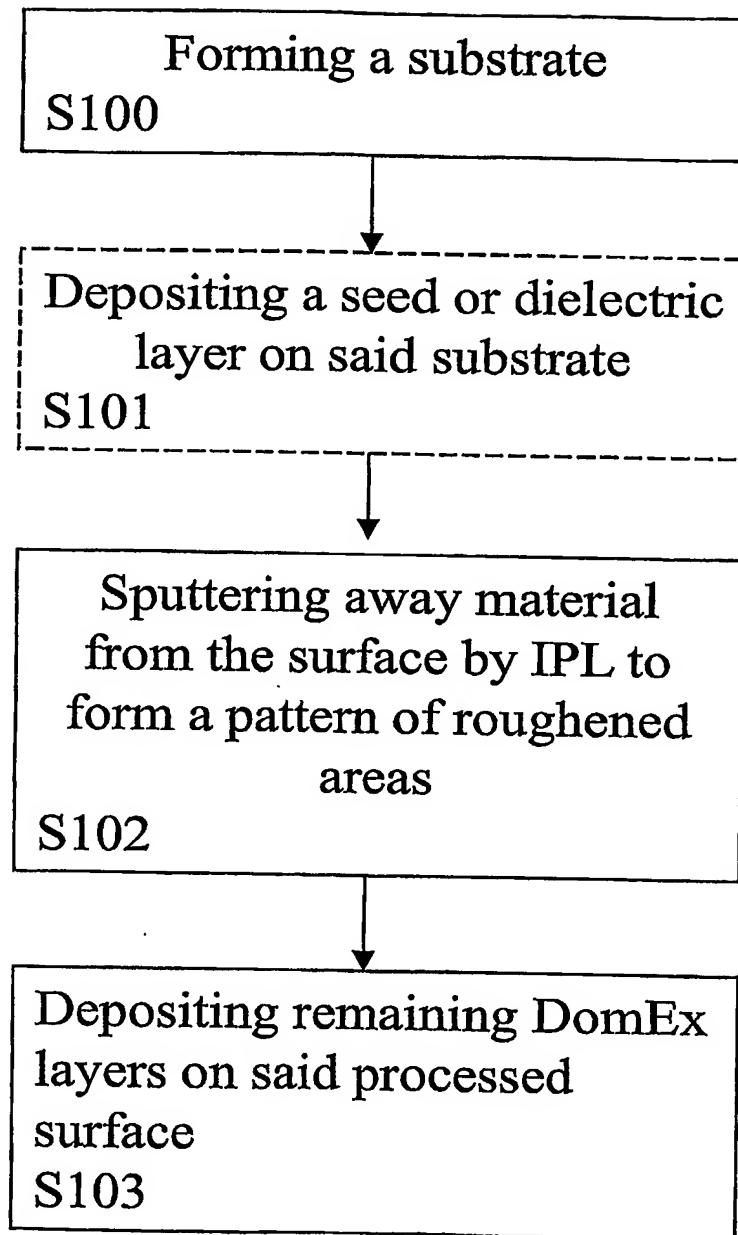 Forming a substrate
S100
Depositing a seed or dielectric
layer on said substrate
S101
Sputtering away material
from the surface by IPL to
form a pattern of roughened
areas
S102
Depositing remaining DomEx
layers on said processed
surface
S103